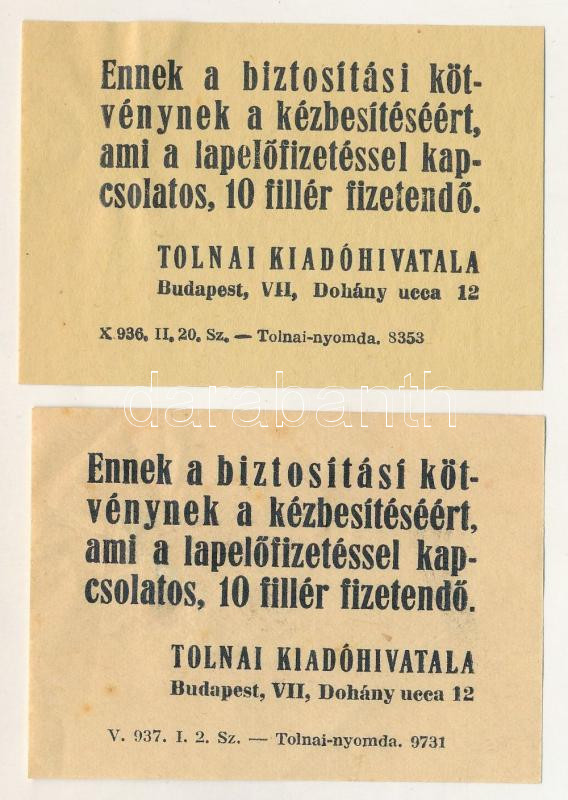 Ennek a biztosítási köt-
vénynek a kézbesítéséért,
ami a lapelőfizetéssel kap-
csolatos, 10 fillér fizetendő.
TOLNAI KIADÓHIVATALA
Budapest, VII, Dohány ucca 12
X 936. II. 20. Sz. — Tolnai-nyomda. 8353
darabanth
Ennek a biztosítási köt-
vénynek a kézbesítéséért,
ami a lapelőfizetéssel kap-
csolatos, 10 fillér fizetendő.
TOLNAI KIADÓHIVATALA
Budapest, VII, Dohány ucca 12
V. 937. I. 2. Sz. — Tolnai-nyomda. 9731